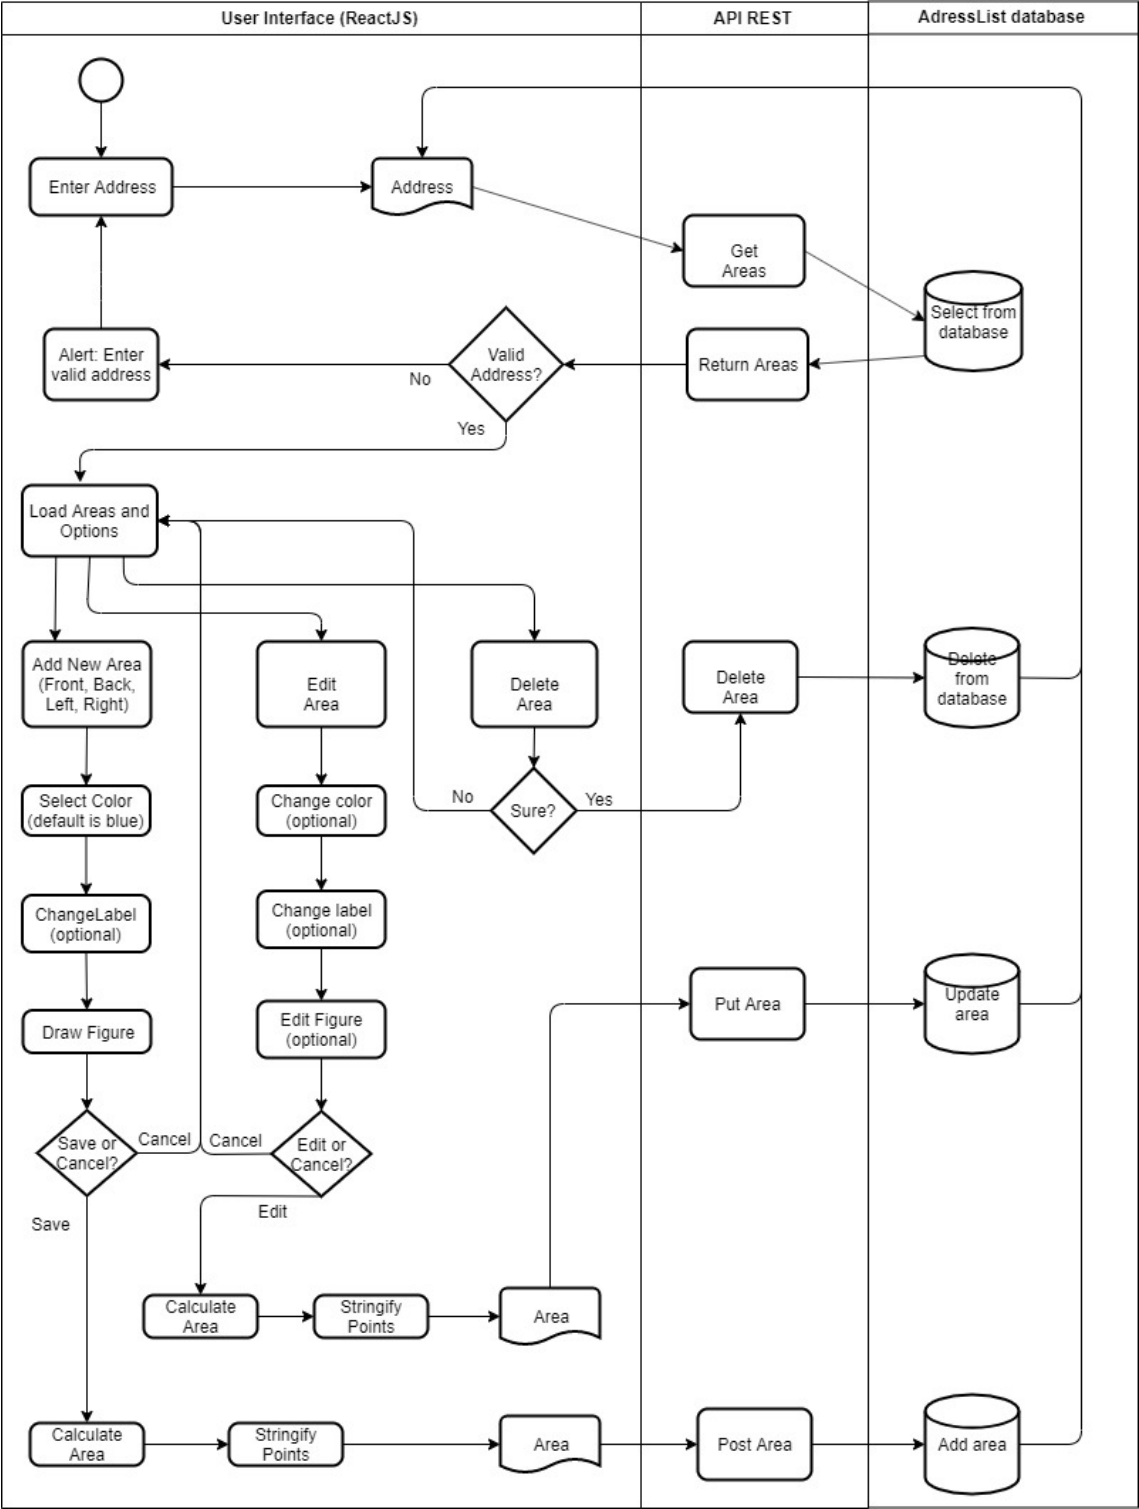 User Interface (ReactJS)
API REST
AdressList database
Enter Address
Address
Get
Areas
Select from
database
Alert: Enter
valid address
No
Valid
Address?
Return Areas
Yes
Load Areas and
Options
Add New Area
(Front, Back,
Left, Right)
Edit
Area
Delete
Area
Delete
Area
Delete
from
database
Select Color
(default is blue)
Change color
(optional)
No
Sure?
Yes
ChangeLabel
(optional)
Change label
(optional)
Draw Figure
Edit Figure
(optional)
Put Area
Update
area
Save or
Cancel?
Cancel
Cancel
Edit or
Cancel?
Save
Edit
Calculate
Area
Stringify
Points
Area
Calculate
Area
Stringify
Points
Area
Post Area
Add area